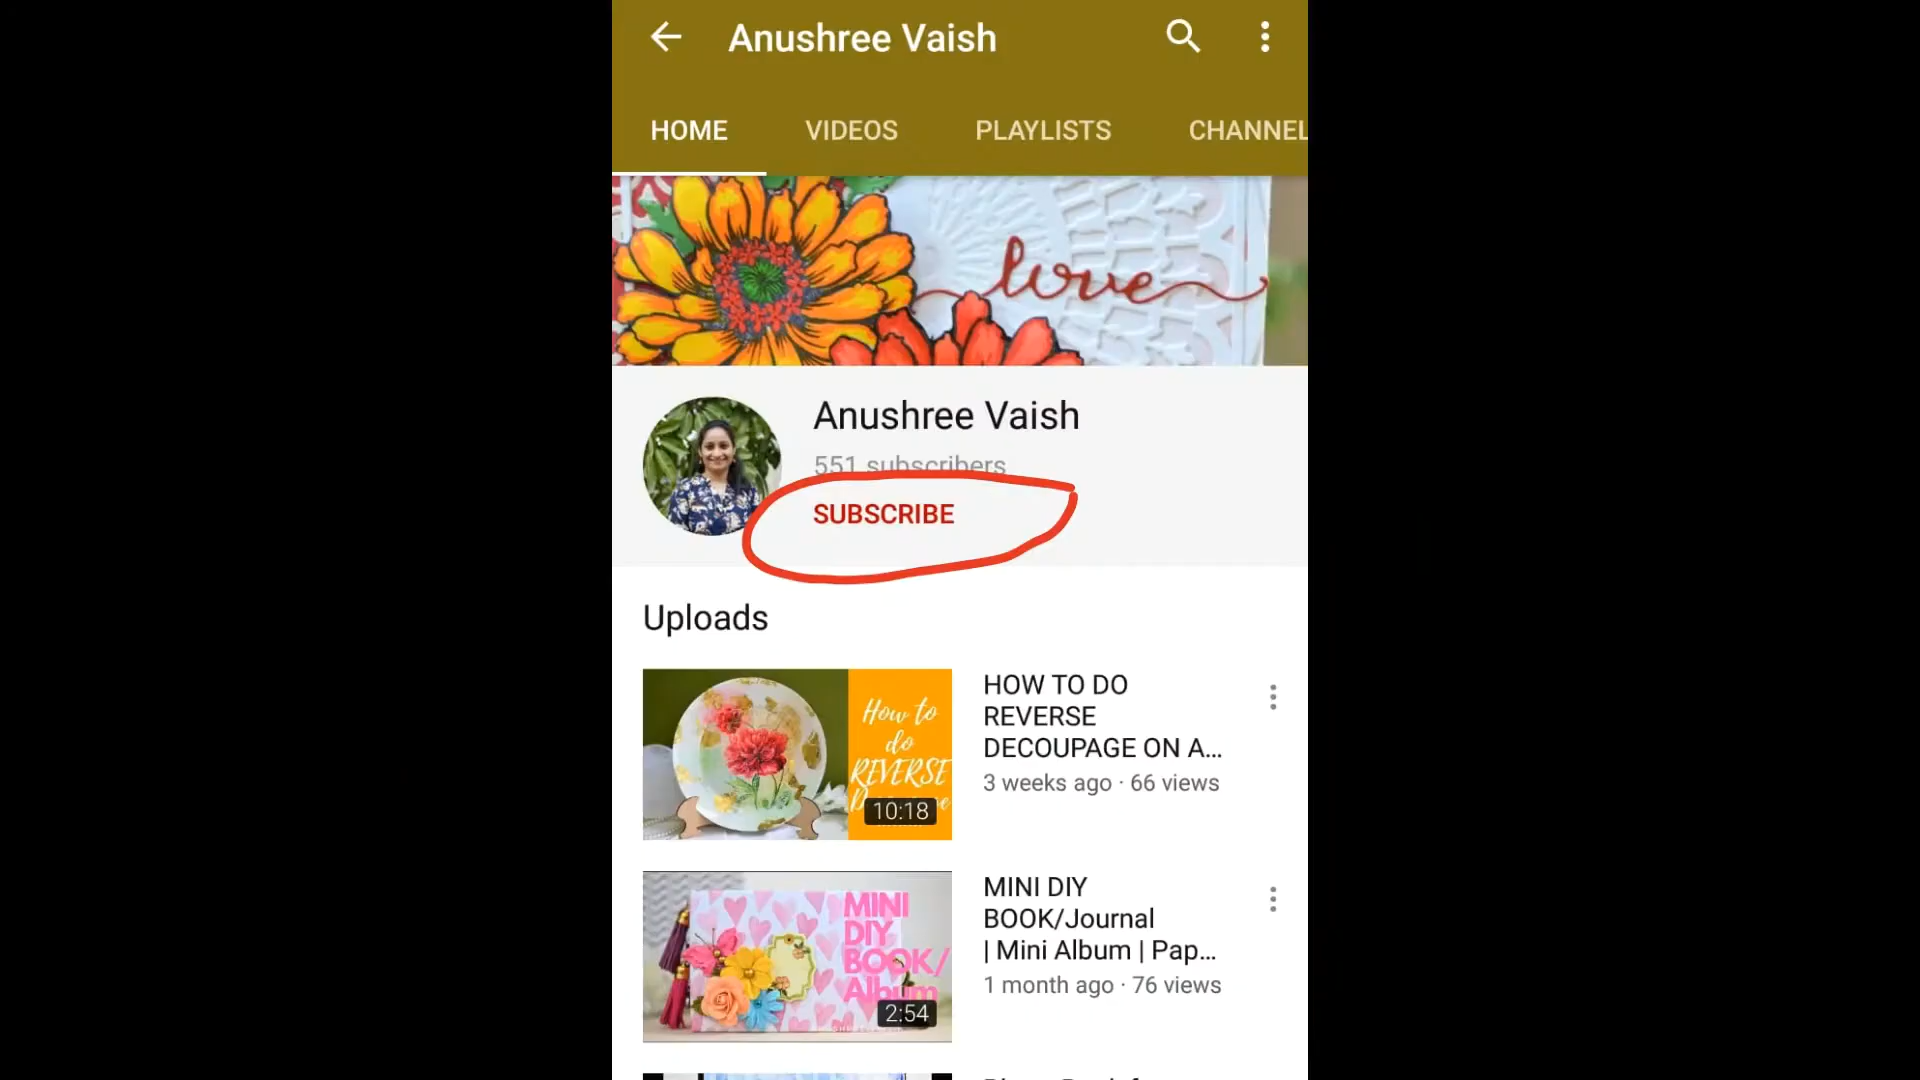 Anushree Vaish
HOME VIDEOS PLAYLISTS CHANNEL
love
Anushree Vaish
551 subscribers
SUBSCRIBE
Uploads
How to
do
REVERSE
10:18
HOW TO DO
REVERSE
DECOUPAGE ON A...
3 weeks ago · 66 views
MINI
DIY
BOOK/
Album
2:54
MINI DIY
BOOK/Journal
| Mini Album | Pap...
1 month ago · 76 views